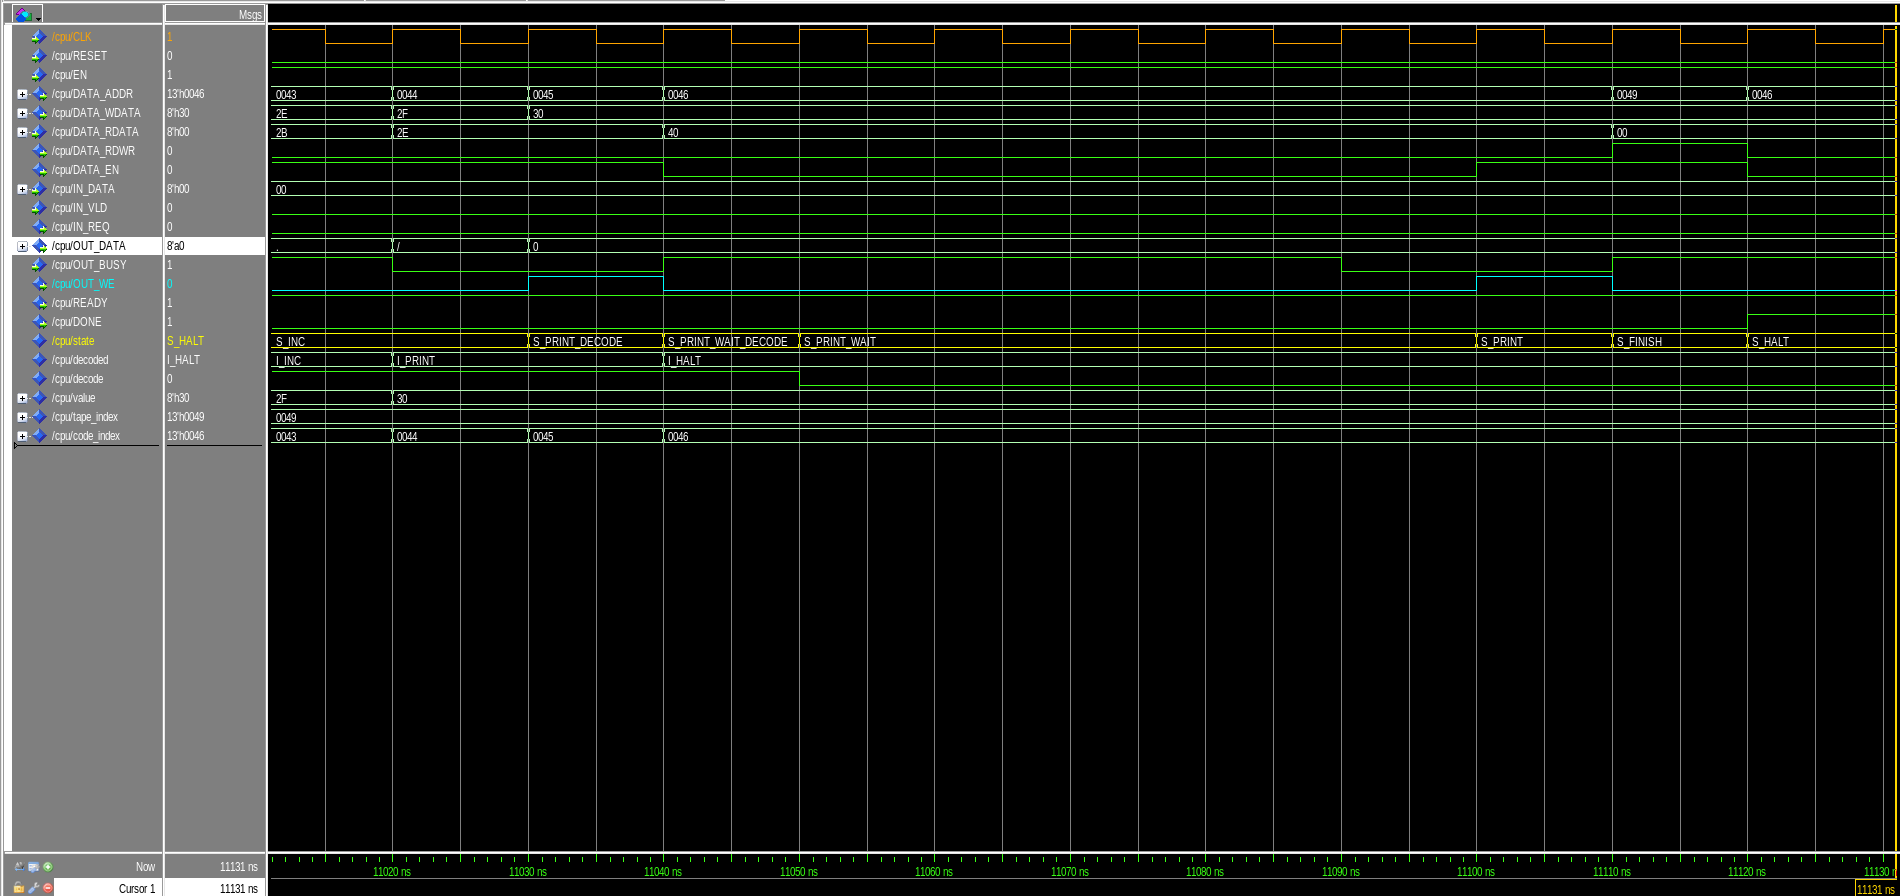 Msgs
/cpu/CLK 1
/cpu/RESET 0
/cpu/EN 1
/cpu/DATA_ADDR 13'h0046 0043 0044 0045 0046 0049 0046
/cpu/DATA_WDATA 8'h30 2E 2F 30
/cpu/DATA_RDATA 8'h00 2B 2E 40 00
/cpu/DATA_RDWR 0
/cpu/DATA_EN 0
/cpu/IN_DATA 8'h00 00
/cpu/IN_VLD 0
/cpu/IN_REQ 0
/cpu/OUT_DATA 8'a0 . / 0
/cpu/OUT_BUSY 1
/cpu/OUT_WE 0
/cpu/READY 1
/cpu/DONE 1
/cpu/state S_HALT S_INC S_PRINT_DECODE S_PRINT_WAIT_DECODE S_PRINT_WAIT S_PRINT S_FINISH S_HALT
/cpu/decoded I_HALT I_INC I_PRINT I_HALT
/cpu/decode 0
/cpu/value 8'h30 2F 30
/cpu/tape_index 13'h0049 0049
/cpu/code_index 13'h0046 0043 0044 0045 0046
Now 11131 ns 11020 ns 11030 ns 11040 ns 11050 ns 11060 ns 11070 ns 11080 ns 11090 ns 11100 ns 11110 ns 11120 ns 11130
Cursor 1 11131 ns 11131 ns